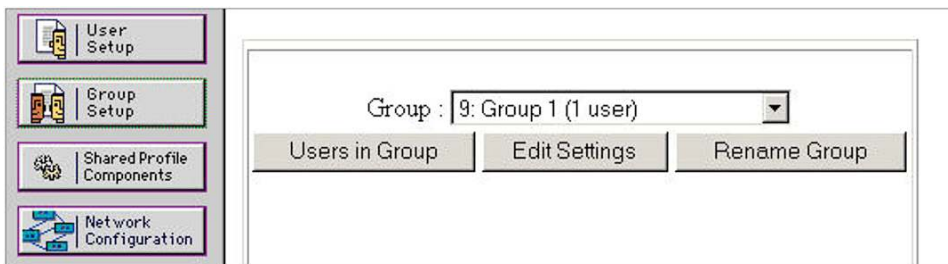 User
Setup
Group
Setup
Shared Profile
Components
Network
Configuration
Group : 9: Group 1 (1 user)
Users in Group Edit Settings Rename Group